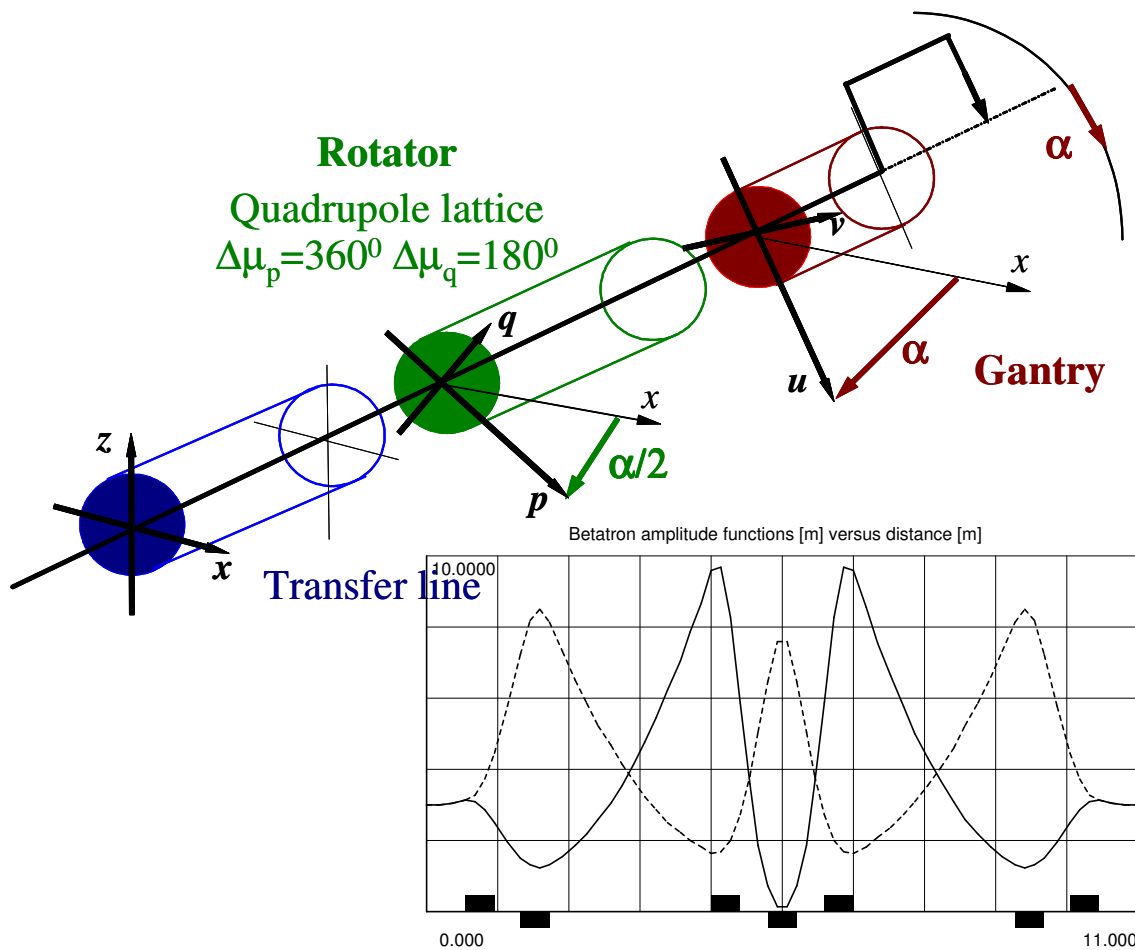 Rotator
Quadrupole lattice
Δμp=360⁰ Δμq=180⁰
α
v
x
q
α
u
Gantry
x
z
α/2
p
x
Transfer line
Betatron amplitude functions [m] versus distance [m]
10.0000
0.000
11.000